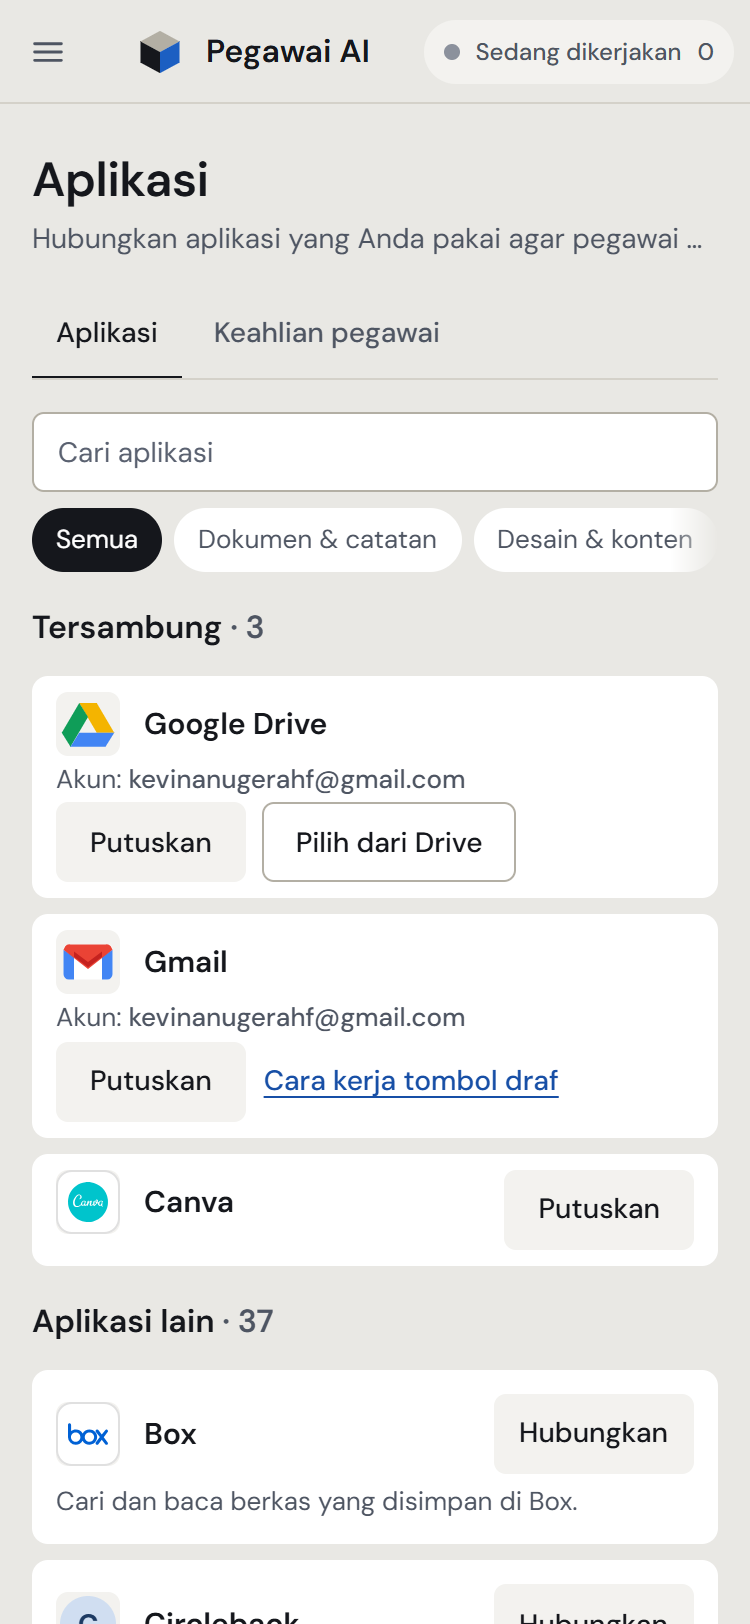 Pegawai AI
Sedang dikerjakan 0
Aplikasi
Hubungkan aplikasi yang Anda pakai agar pegawai ...
Aplikasi
Keahlian pegawai
Cari aplikasi
Semua
Dokumen & catatan
Desain & konten
Tersambung · 3
Google Drive
Akun: kevinanugerahf@gmail.com
Putuskan
Pilih dari Drive
Gmail
Akun: kevinanugerahf@gmail.com
Putuskan
Cara kerja tombol draf
Canva
Canva
Putuskan
Aplikasi lain · 37
box
Box
Hubungkan
Cari dan baca berkas yang disimpan di Box.
C
Circleback
Hubungkan